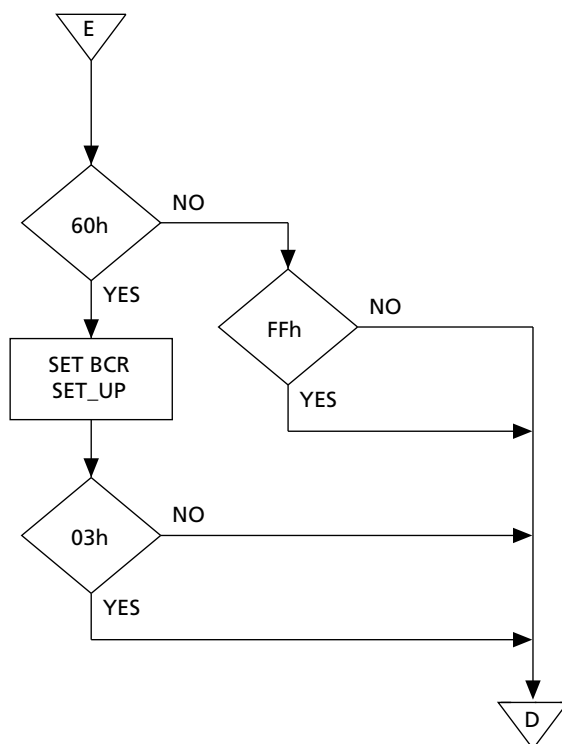 E
60h
NO
YES
FFh
NO
YES
SET BCR
SET_UP
03h
NO
YES
D